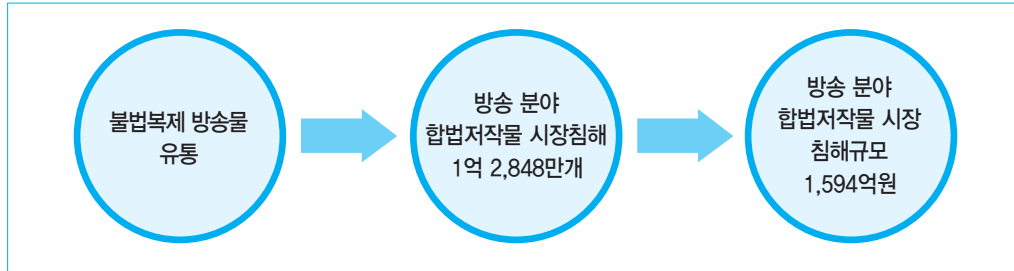 불법복제 방송물
유통
방송 분야
합법저작물 시장침해
1억 2,848만개
방송 분야
합법저작물 시장
침해규모
1,594억원